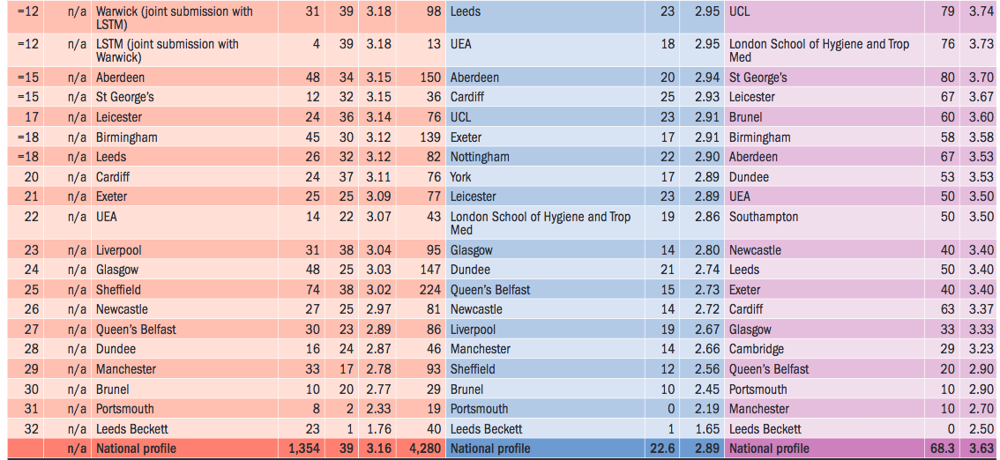 =12 n/a Warwick (joint submission with 31 39 3.18 98 Leeds 23 2.95 UCL 79 3.74
LSTM)
=12 n/a LSTM (joint submission with 4 39 3.18 13 UEA 18 2.95 London School of Hygiene and Trop 76 3.73
Warwick) Med
=15 n/a Aberdeen 48 34 3.15 150 Aberdeen 20 2.94 St George's 80 3.70
=15 n/a St George's 12 32 3.15 36 Cardiff 25 2.93 Leicester 67 3.67
17 n/a Leicester 24 36 3.14 76 UCL 23 2.91 Brunel 60 3.60
=18 n/a Birmingham 45 30 3.12 139 Exeter 17 2.91 Birmingham 58 3.58
=18 n/a Leeds 26 32 3.12 82 Nottingham 22 2.90 Aberdeen 67 3.53
20 n/a Cardiff 24 37 3.11 76 York 17 2.89 Dundee 53 3.53
21 n/a Exeter 25 25 3.09 77 Leicester 23 2.89 UEA 50 3.50
22 n/a UEA 14 22 3.07 43 London School of Hygiene and Trop 19 2.86 Southampton 50 3.50
Med
23 n/a Liverpool 31 38 3.04 95 Glasgow 14 2.80 Newcastle 40 3.40
24 n/a Glasgow 48 25 3.03 147 Dundee 21 2.74 Leeds 50 3.40
25 n/a Sheffield 74 38 3.02 224 Queen's Belfast 15 2.73 Exeter 40 3.40
26 n/a Newcastle 27 25 2.97 81 Newcastle 14 2.72 Cardiff 63 3.37
27 n/a Queen's Belfast 30 23 2.89 86 Liverpool 19 2.67 Glasgow 33 3.33
28 n/a Dundee 16 24 2.87 46 Manchester 14 2.66 Cambridge 29 3.23
29 n/a Manchester 33 17 2.78 93 Sheffield 12 2.56 Queen's Belfast 20 2.90
30 n/a Brunel 10 20 2.77 29 Brunel 10 2.45 Portsmouth 10 2.90
31 n/a Portsmouth 8 2 2.33 19 Portsmouth 0 2.19 Manchester 10 2.70
32 n/a Leeds Beckett 23 1 1.76 40 Leeds Beckett 1 1.65 Leeds Beckett 0 2.50
n/a National profile 1,354 39 3.16 4,280 National profile 22.6 2.89 National profile 68.3 3.63